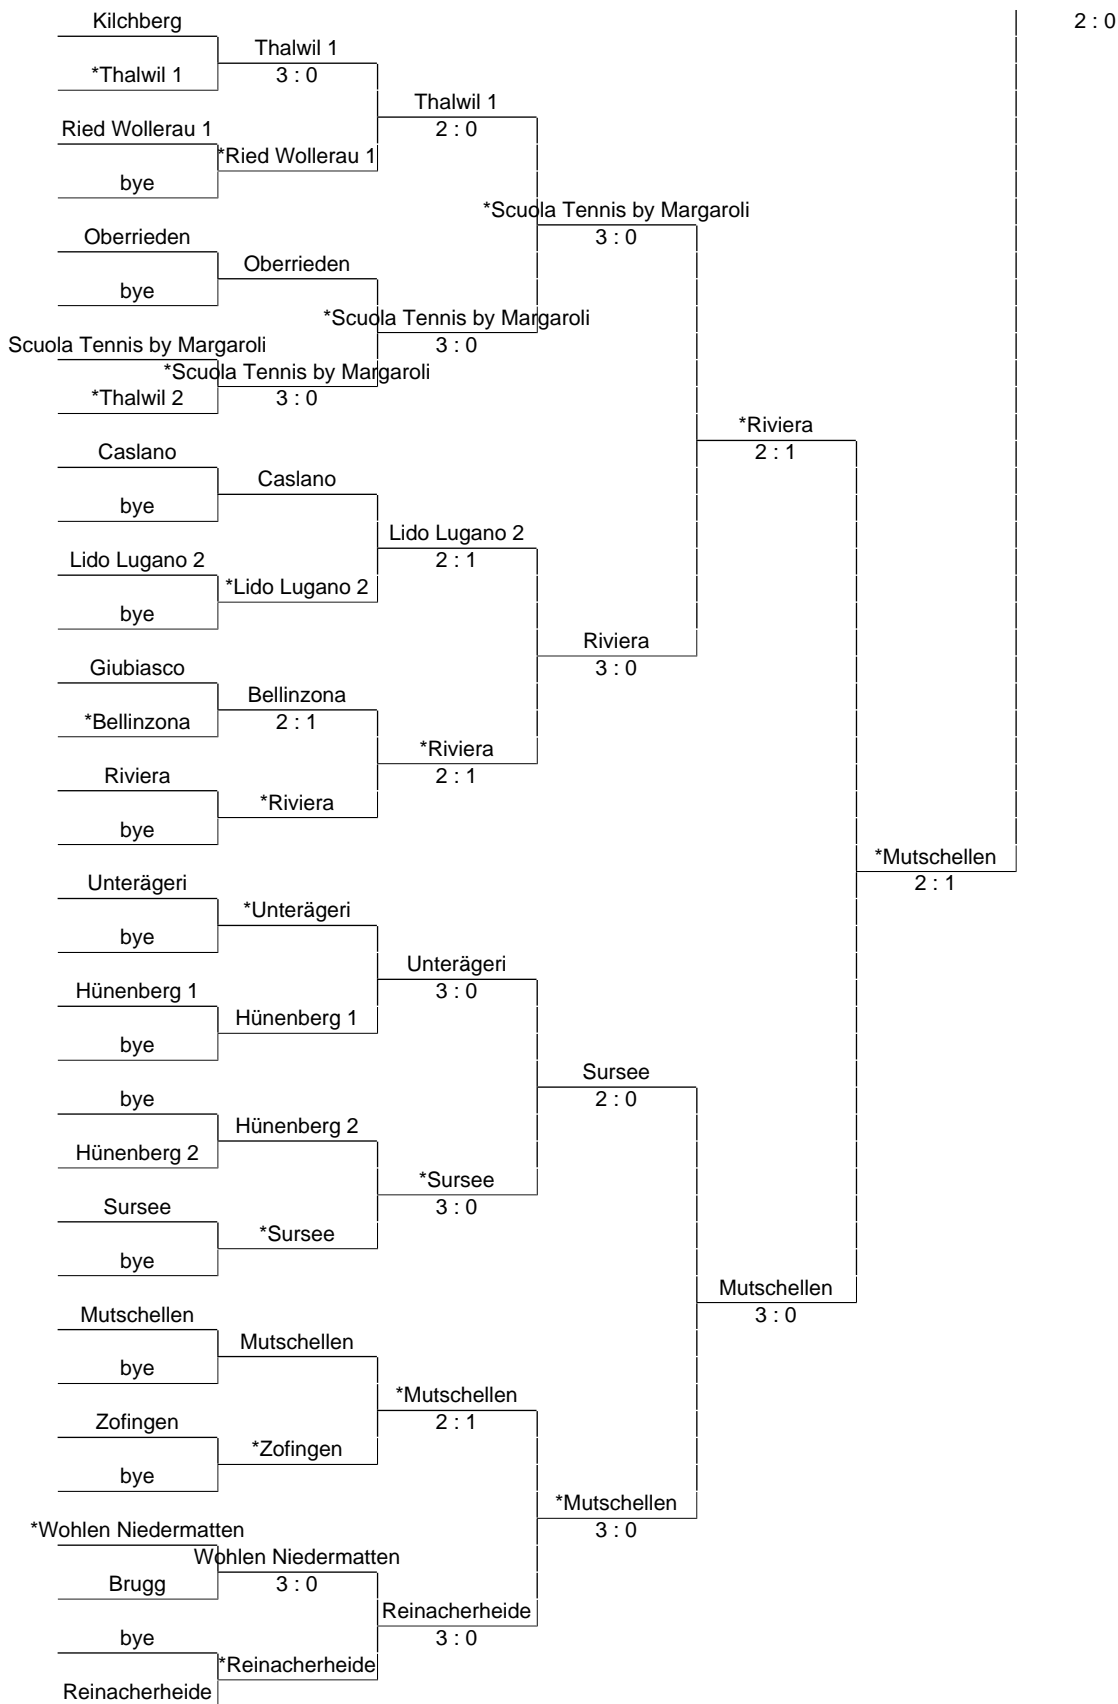 Kilchberg
2 : 0
Thalwil 1
*Thalwil 1
3 : 0
Thalwil 1
Ried Wollerau 1
2 : 0
*Ried Wollerau 1
bye
*Scuola Tennis by Margaroli
Oberrieden
3 : 0
Oberrieden
bye
*Scuola Tennis by Margaroli
Scuola Tennis by Margaroli
3 : 0
*Scuola Tennis by Margaroli
*Thalwil 2
3 : 0
*Riviera
Caslano
2 : 1
Caslano
bye
Lido Lugano 2
Lido Lugano 2
2 : 1
*Lido Lugano 2
bye
Riviera
Giubiasco
3 : 0
Bellinzona
*Bellinzona
2 : 1
*Riviera
Riviera
2 : 1
*Riviera
bye
*Mutschellen
Unterägeri
2 : 1
*Unterägeri
bye
Unterägeri
Hünenberg 1
3 : 0
Hünenberg 1
bye
Sursee
bye
2 : 0
Hünenberg 2
Hünenberg 2
*Sursee
Sursee
3 : 0
*Sursee
bye
Mutschellen
Mutschellen
3 : 0
Mutschellen
bye
*Mutschellen
Zofingen
2 : 1
*Zofingen
bye
*Mutschellen
*Wohlen Niedermatten
3 : 0
Wohlen Niedermatten
Brugg
3 : 0
Reinacherheide
bye
3 : 0
*Reinacherheide
Reinacherheide